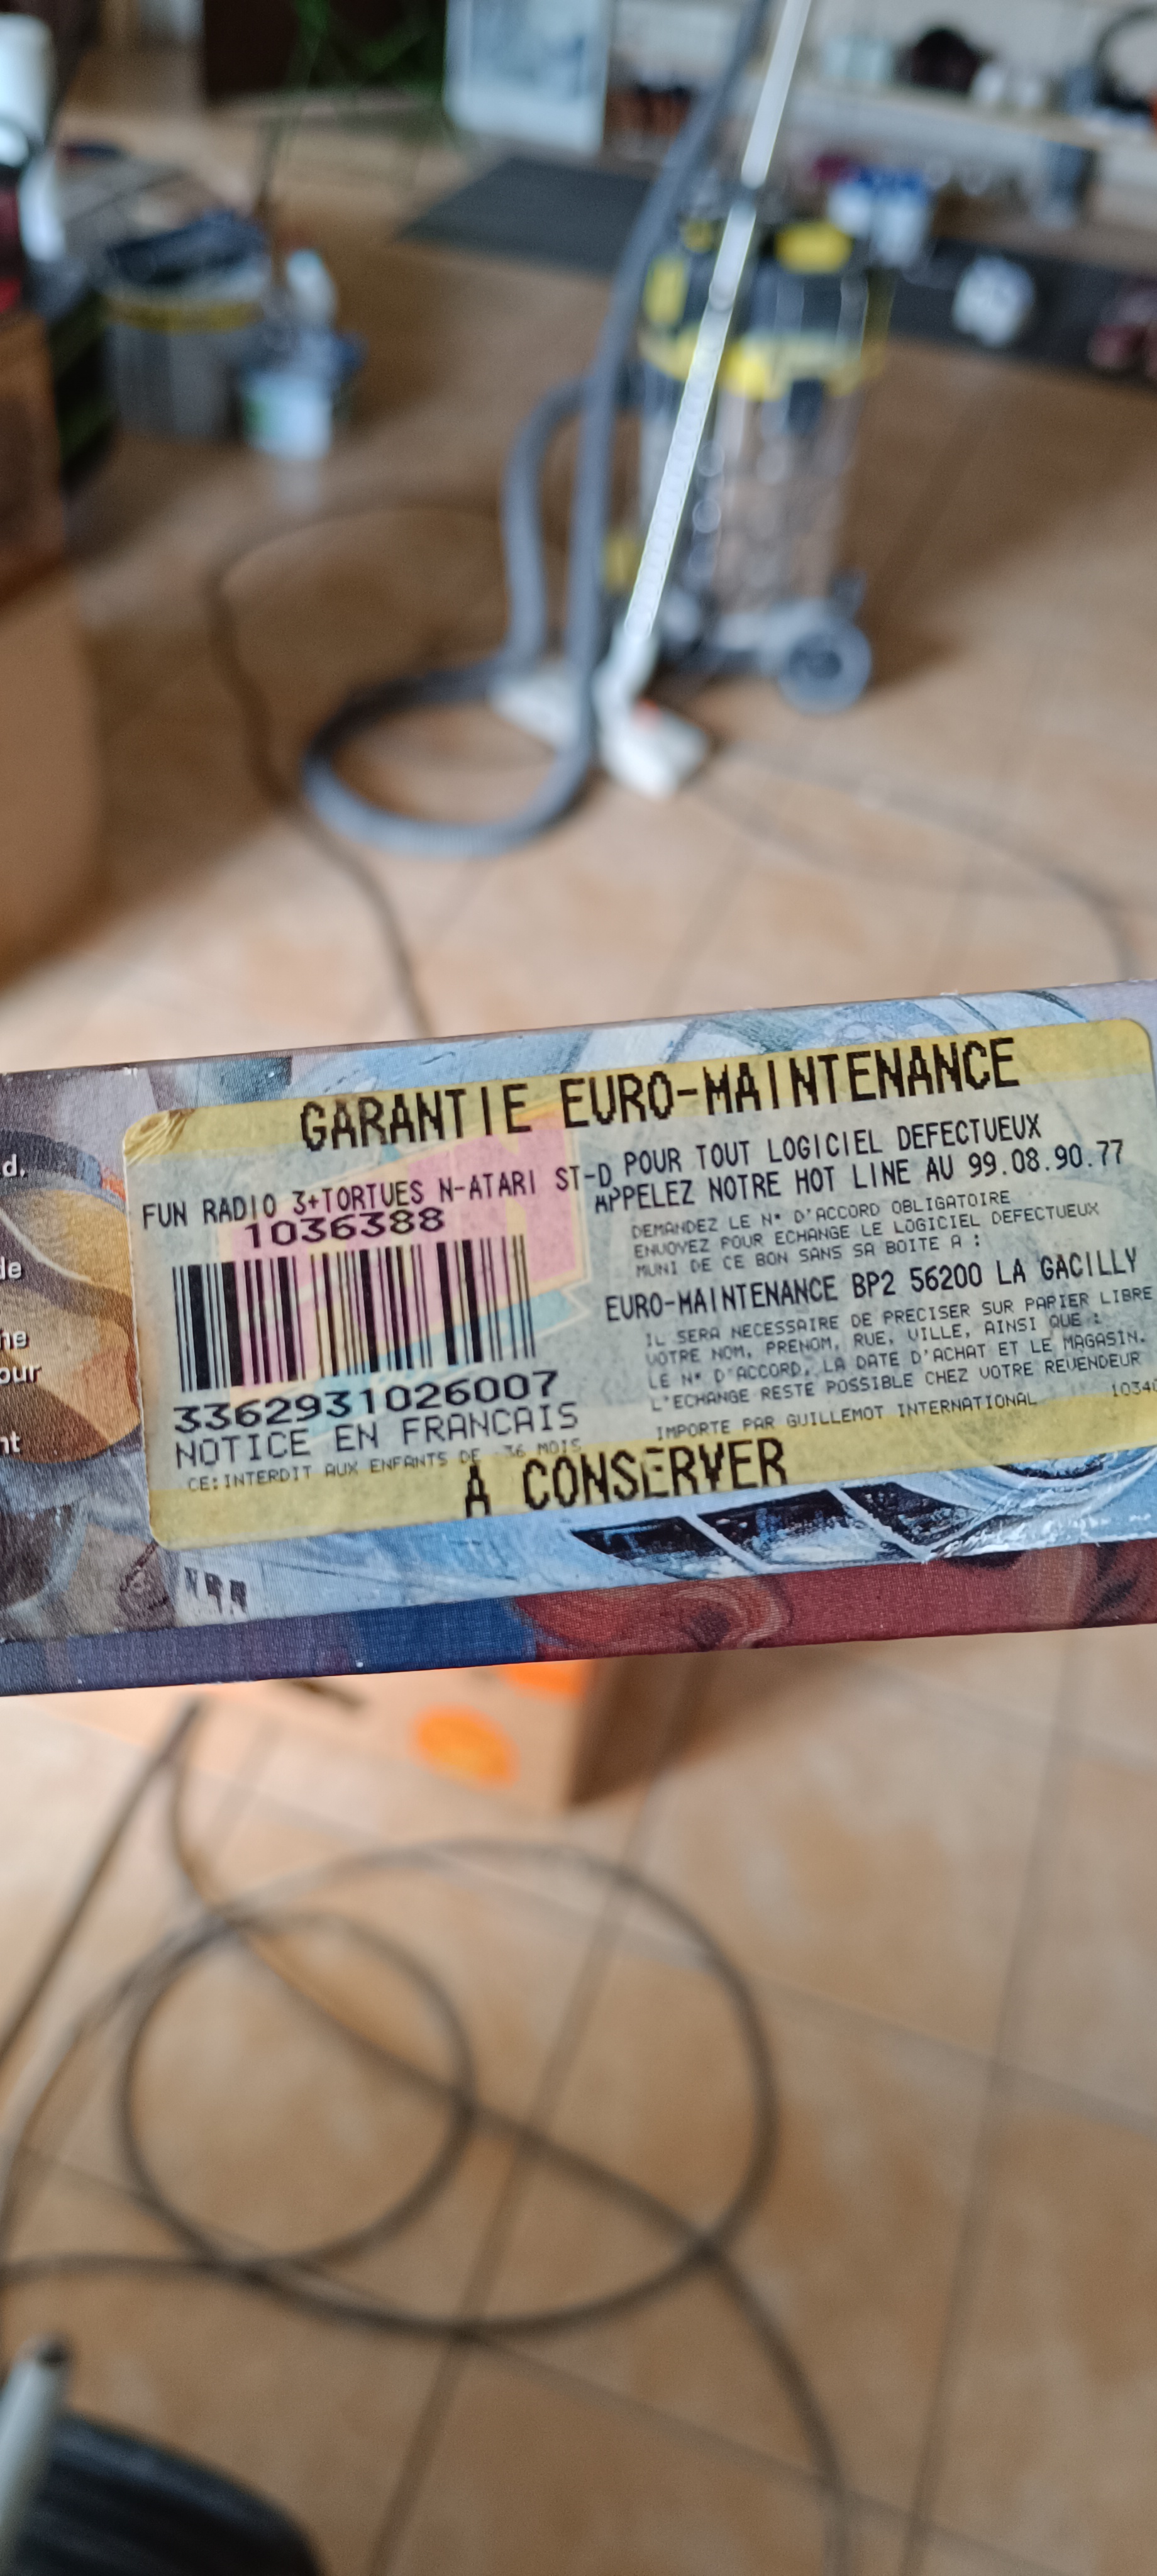 GARANTIE EURO-MAINTENANCE
FUN RADIO 3+TORTUES N-ATARI ST-D
1036388
3362931026007
NOTICE EN FRANCAIS
CE:INTERDIT AUX ENFANTS DE -36 MOIS
POUR TOUT LOGICIEL DEFECTUEUX
APPELEZ NOTRE HOT LINE AU 99.08.90.77
DEMANDEZ LE N° D'ACCORD OBLIGATOIRE
ENVOYEZ POUR ECHANGE LE LOGICIEL DEFECTUEUX
MUNI DE CE BON SANS SA BOITE A :
EURO-MAINTENANCE BP2 56200 LA GACILLY
IL SERA NECESSAIRE DE PRECISER SUR PAPIER LIBRE
VOTRE NOM, PRENOM, RUE, VILLE, AINSI QUE :
LE N° D'ACCORD, LA DATE D'ACHAT ET LE MAGASIN.
L'ECHANGE RESTE POSSIBLE CHEZ VOTRE REVENDEUR
IMPORTE PAR GUILLEMOT INTERNATIONAL
A CONSERVER